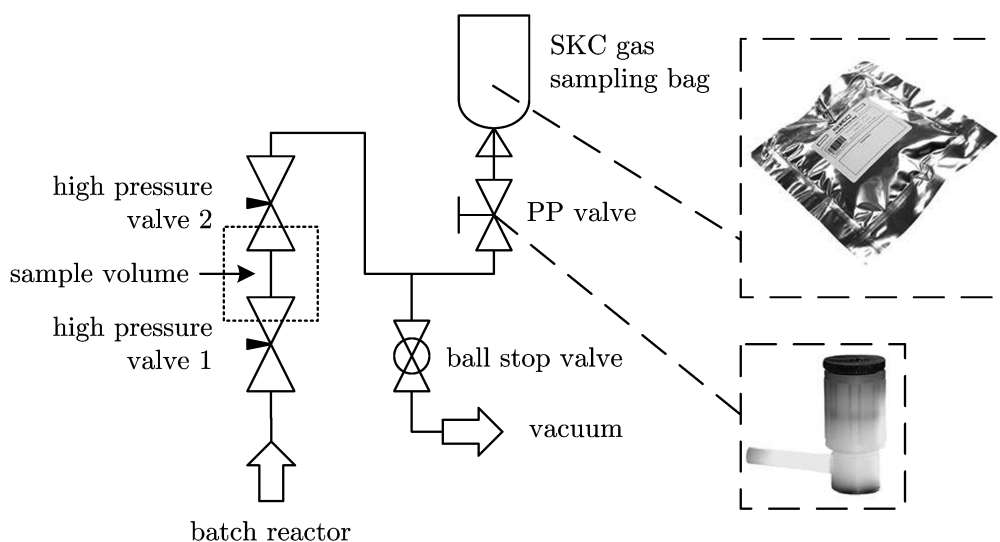 SKC gas
sampling bag
high pressure
valve 2
PP valve
sample volume
high pressure
valve 1
ball stop valve
vacuum
batch reactor